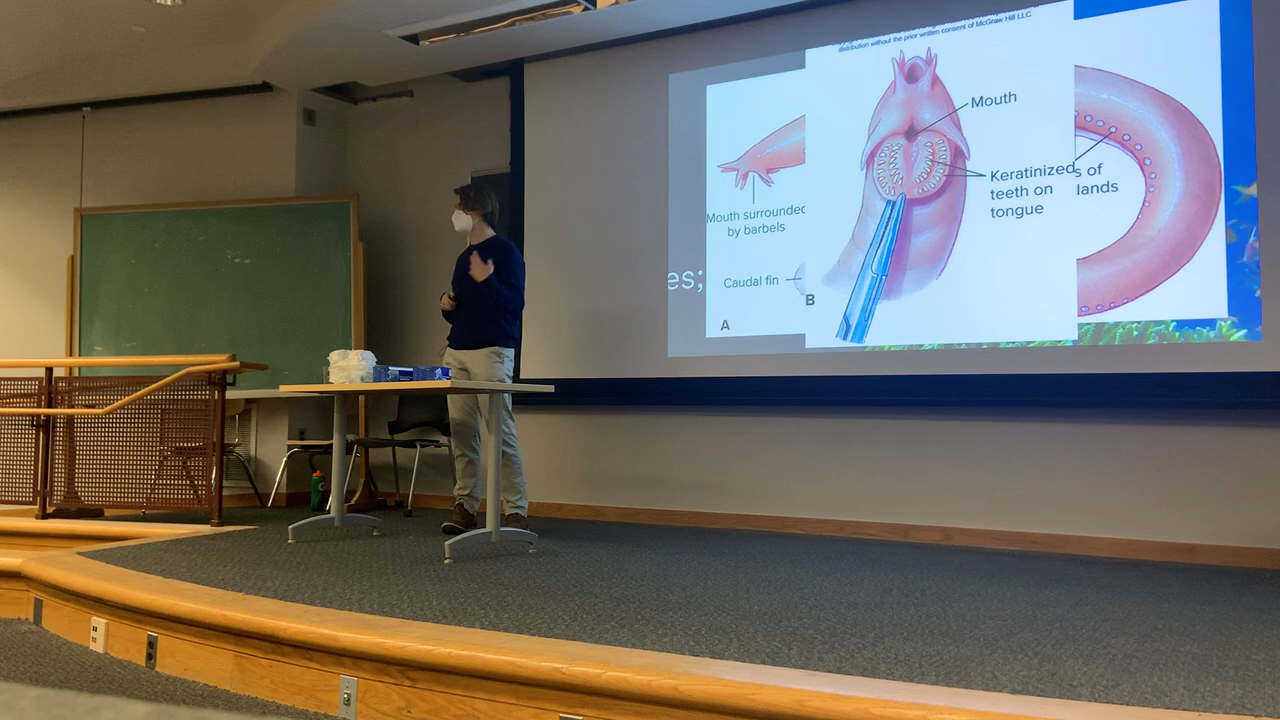 distribution without the prior written consent of McGraw Hill LLC
Mouth
Keratinized
teeth on
tongue
s of
lands
Mouth surrounded
by barbels
es;
Caudal fin
A
B